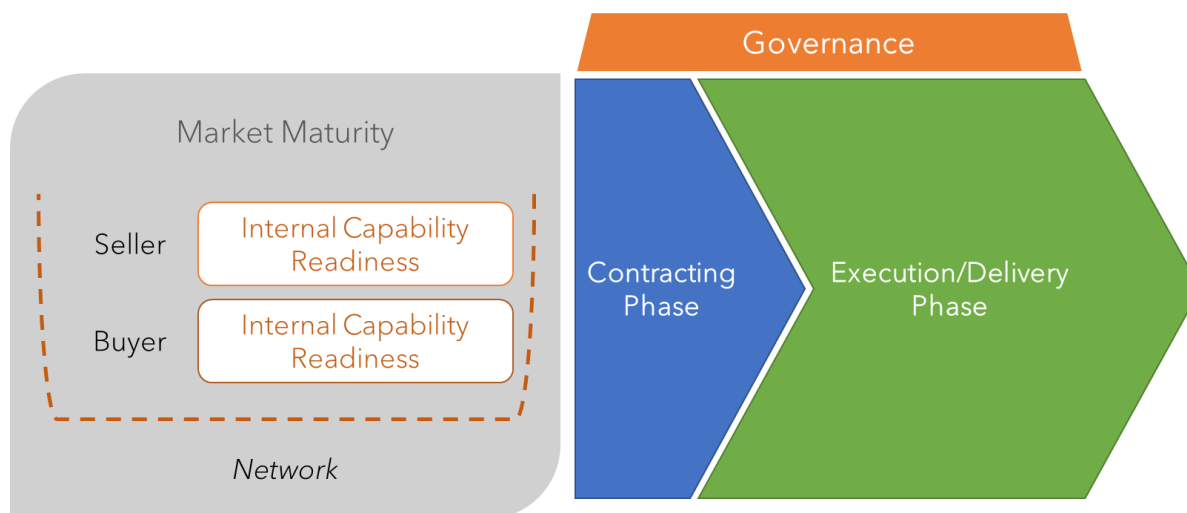 Governance
Market Maturity
Seller
Internal Capability
Readiness
Buyer
Internal Capability
Readiness
Network
Contracting
Phase
Execution/Delivery
Phase